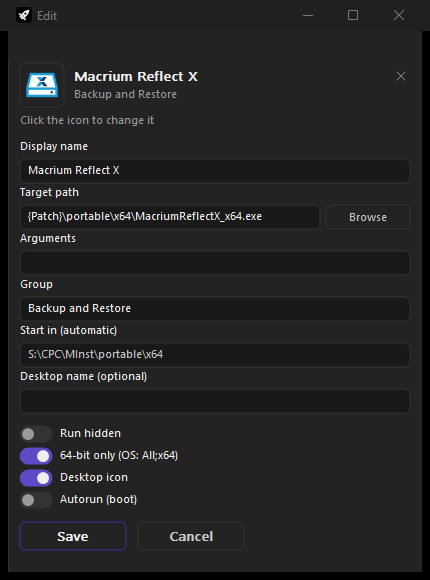 Edit
Macrium Reflect X
Backup and Restore
Click the icon to change it
Display name
Macrium Reflect X
Target path
{Patch}\portable\x64\MacriumReflectX_x64.exe
Browse
Arguments
Group
Backup and Restore
Start in (automatic)
S:\CPC\MInst\portable\x64
Desktop name (optional)
Run hidden
64-bit only (OS: All;x64)
Desktop icon
Autorun (boot)
Save
Cancel